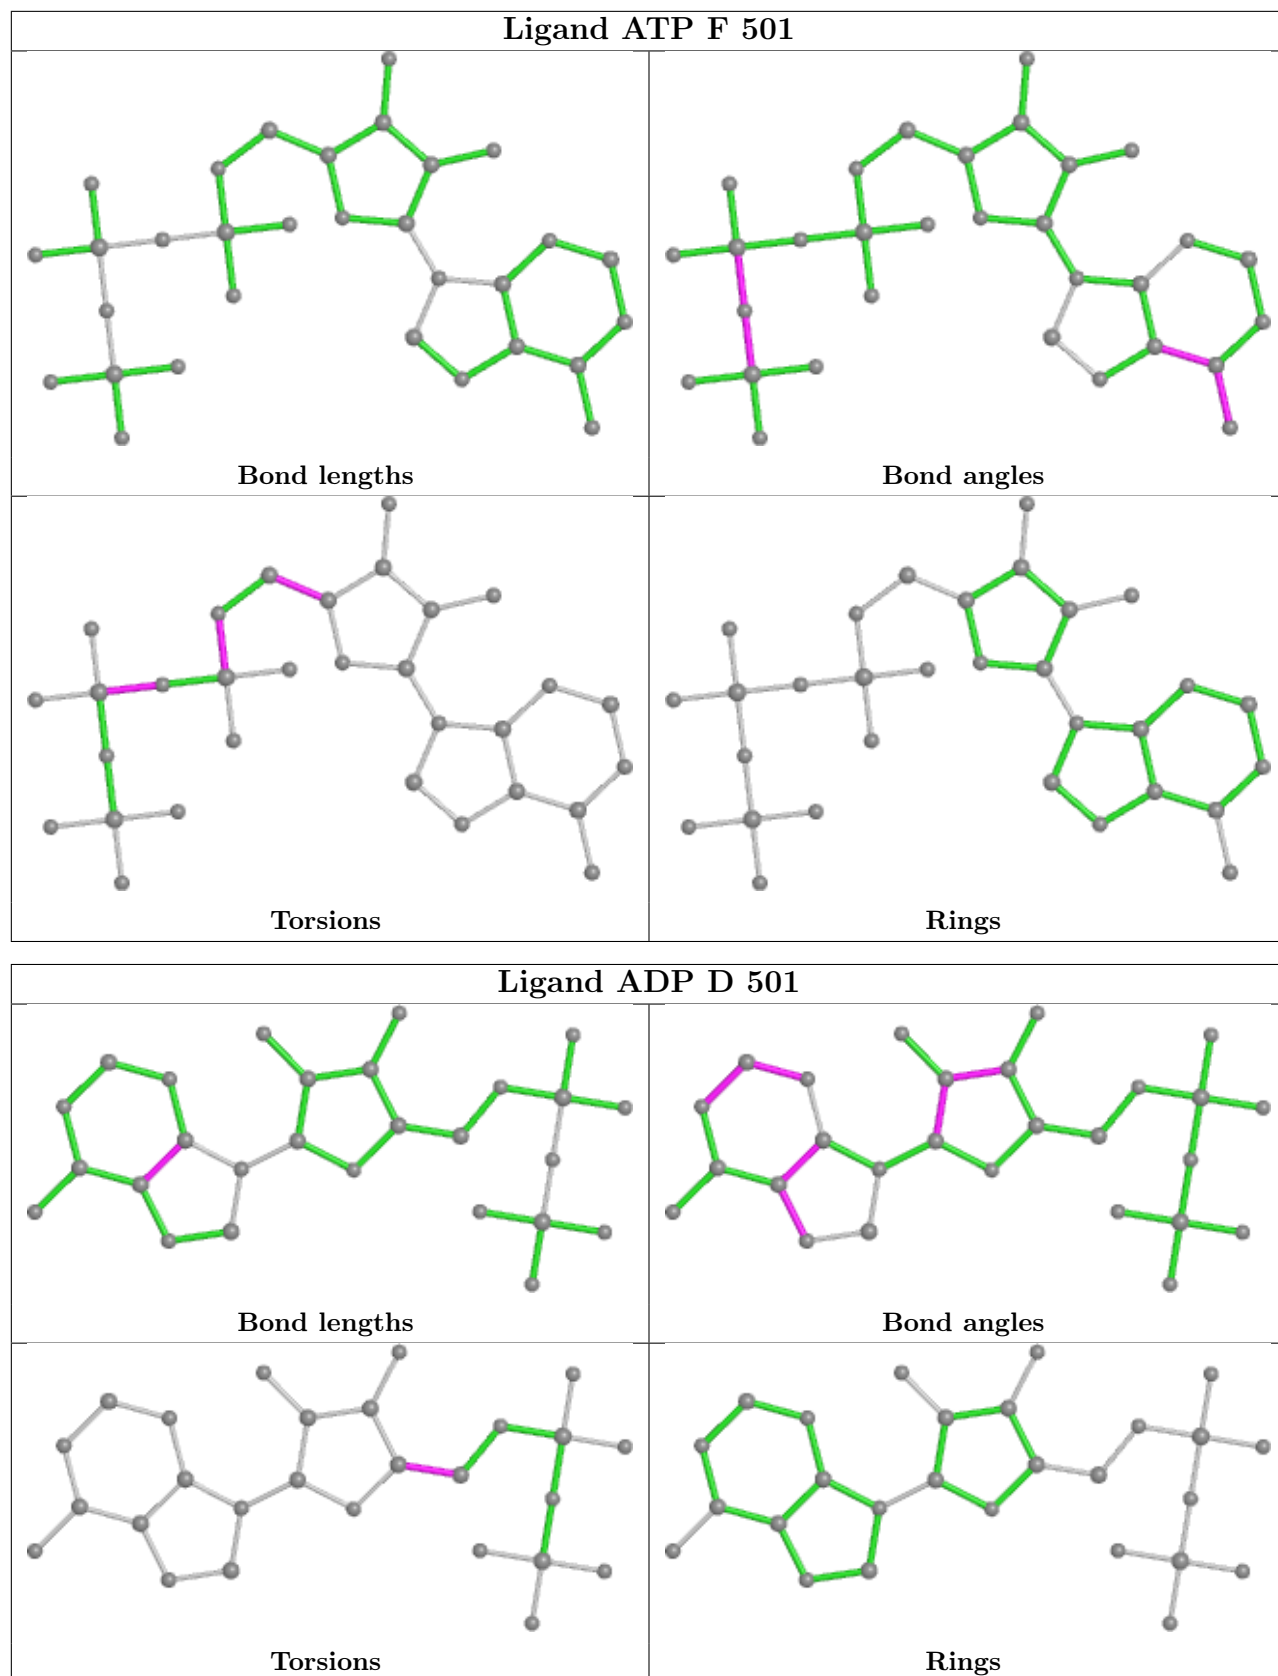 Ligand ATP F 501
Bond lengths
Bond angles
Torsions
Rings
Ligand ADP D 501
Bond lengths
Bond angles
Torsions
Rings